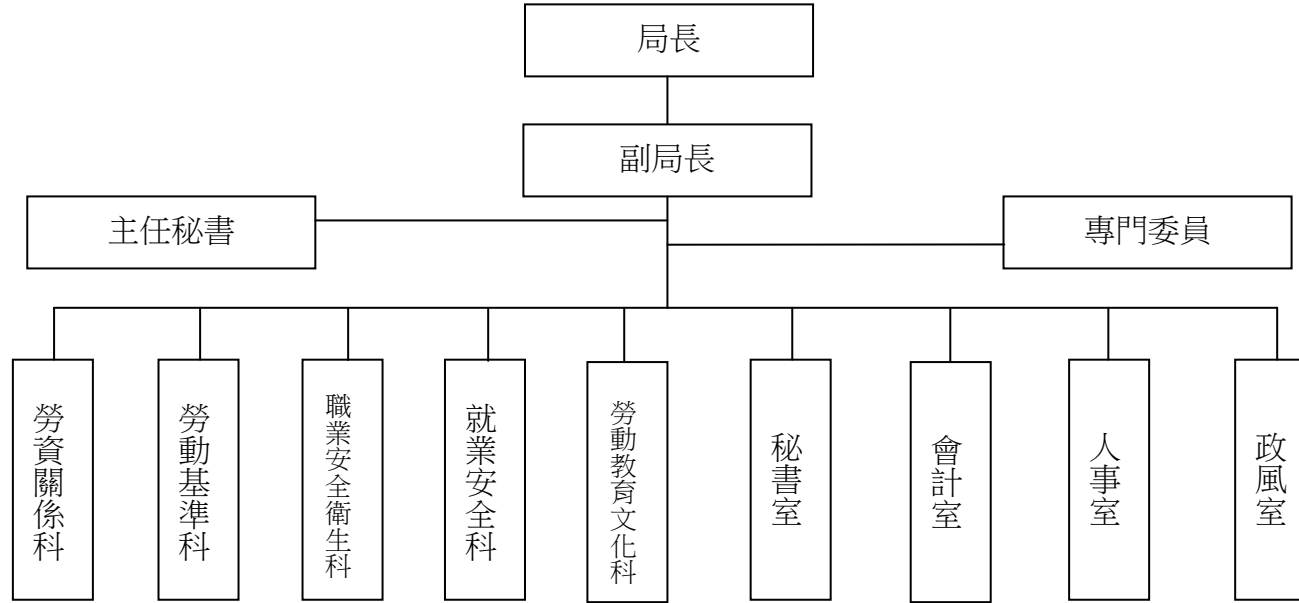 局長
副局長
主任秘書
專門委員
勞資關係科
勞動基準科
職業安全衛生科
就業安全科
勞動教育文化科
秘書室
會計室
人事室
政風室